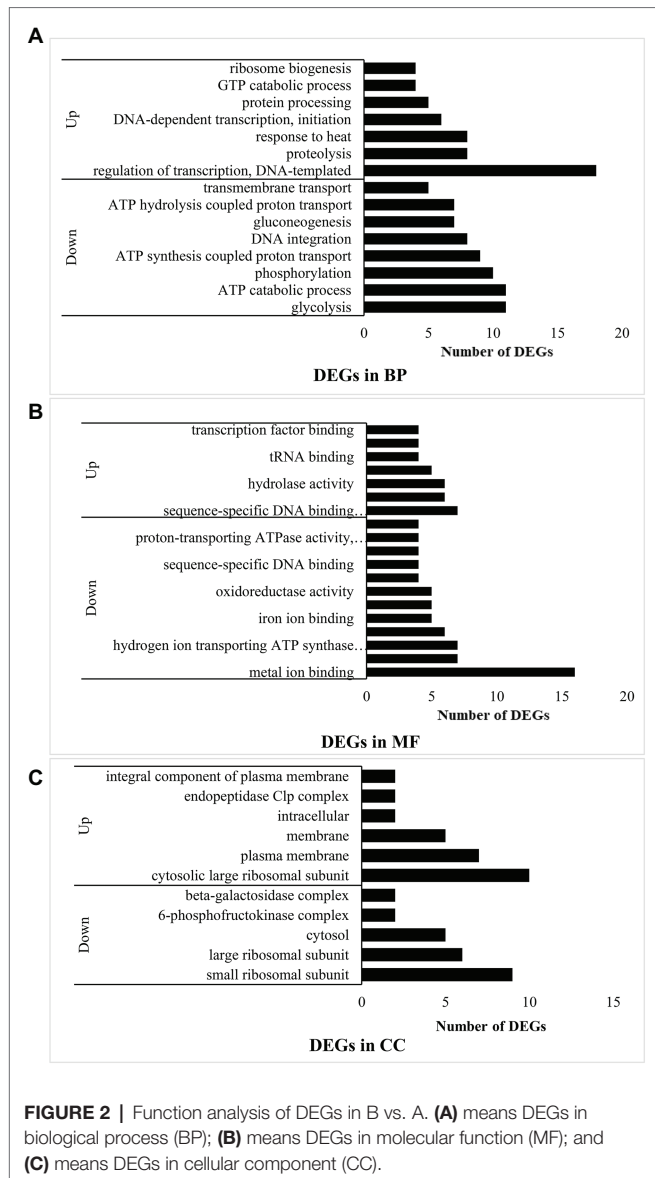 A
Up
ribosome biogenesis
GTP catabolic process
protein processing
DNA-dependent transcription, initiation
response to heat
proteolysis
regulation of transcription, DNA-templated
Down
transmembrane transport
ATP hydrolysis coupled proton transport
gluconeogenesis
DNA integration
ATP synthesis coupled proton transport
phosphorylation
ATP catabolic process
glycolysis
0 5 10 15 20
Number of DEGs
DEGs in BP
B
Up
transcription factor binding
tRNA binding
hydrolase activity
sequence-specific DNA binding…
Down
proton-transporting ATPase activity,…
sequence-specific DNA binding
oxidoreductase activity
iron ion binding
hydrogen ion transporting ATP synthase…
metal ion binding
0 5 10 15 20
Number of DEGs
DEGs in MF
C
Up
integral component of plasma membrane
endopeptidase Clp complex
intracellular
membrane
plasma membrane
cytosolic large ribosomal subunit
Down
beta-galactosidase complex
6-phosphofructokinase complex
cytosol
large ribosomal subunit
small ribosomal subunit
0 5 10 15
Number of DEGs
DEGs in CC
FIGURE 2 | Function analysis of DEGs in B vs. A. (A) means DEGs in
biological process (BP); (B) means DEGs in molecular function (MF); and
(C) means DEGs in cellular component (CC).